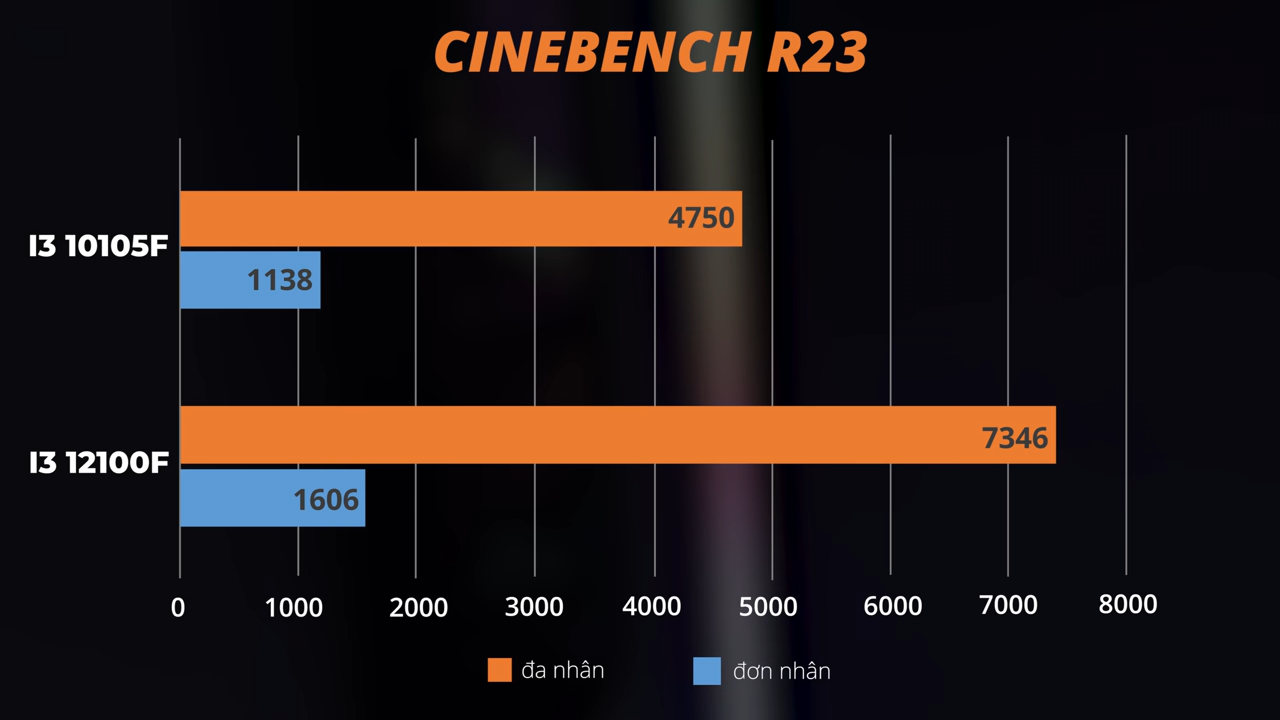 CINEBENCH R23
I3 10105F
4750
1138
I3 12100F
7346
1606
0 1000 2000 3000 4000 5000 6000 7000 8000
đa nhân đơn nhân